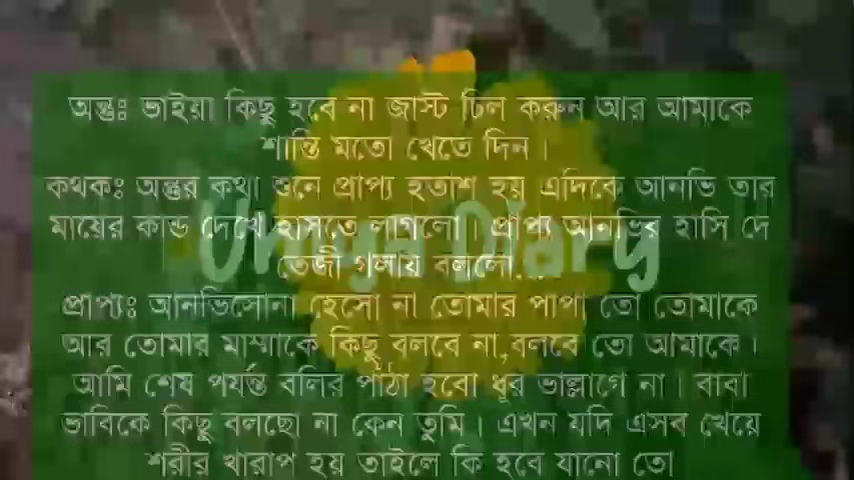 অন্তুঃ ভাইয়া কিছু হবে না জাস্ট চিল করুন আর আমাকে
শান্তি মতো খেতে দিন।
কথকঃ অন্তুর কথা শুনে প্রাপ্য হতাশ হয় এদিকে আনভি তার
মায়ের কান্ড দেখে হাসতে লাগলো। প্রাপ্য আনভির হাসি দে
তেজী গলায় বললো...
প্রাপ্যঃ আনভিসোনা হেসো না তোমার পাপা তো তোমাকে
আর তোমার মাম্মাকে কিছু বলবে না,বলবে তো আমাকে।
আমি শেষ পর্যন্ত বলির পাঁঠা হবো ধূর ভাল্লাগে না। বাবা
ভাবিকে কিছু বলছো না কেন তুমি। এখন যদি এসব খেয়ে
শরীর খারাপ হয় তাইলে কি হবে যানো তো
Diary